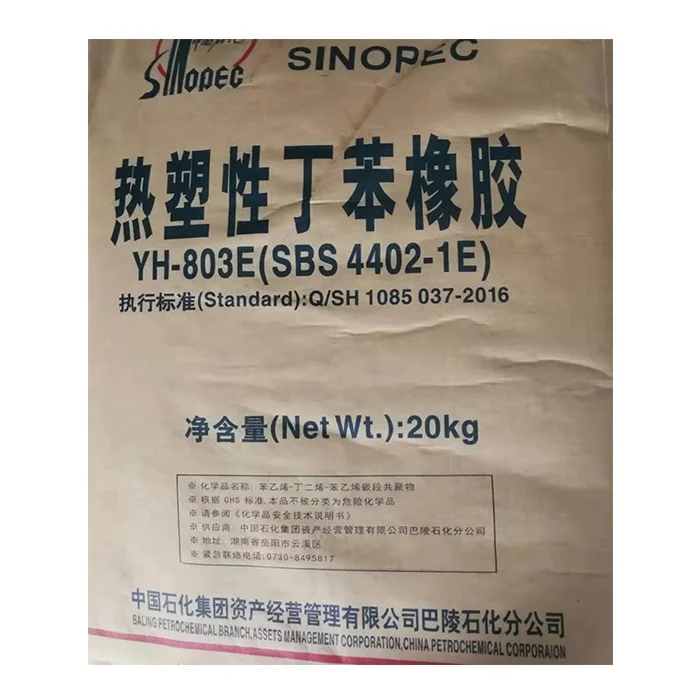 SINOPEC
SINOPEC
热塑性丁苯橡胶
YH-803E(SBS 4402-1E)
执行标准(Standard):Q/SH 1085 037-2016
净含量(Net Wt.):20kg
※ 化学品名称: 苯乙烯-丁二烯-苯乙烯嵌段共聚物
※ 根据 GHS 标准,本品不被分类为危险化学品
※ 请参阅《化学品安全技术说明书》
※ 供应商: 中国石化集团资产经营管理有限公司巴陵石化分公司
※ 地址: 湖南省岳阳市云溪区
※ 紧急联络电话:0730-8495817
中国石化集团资产经营管理有限公司巴陵石化分公司
BALING PETROCHEMICAL BRANCH,ASSETS MANAGEMENT CORPORATION,CHINA PETROCHEMICAL CORPORAION